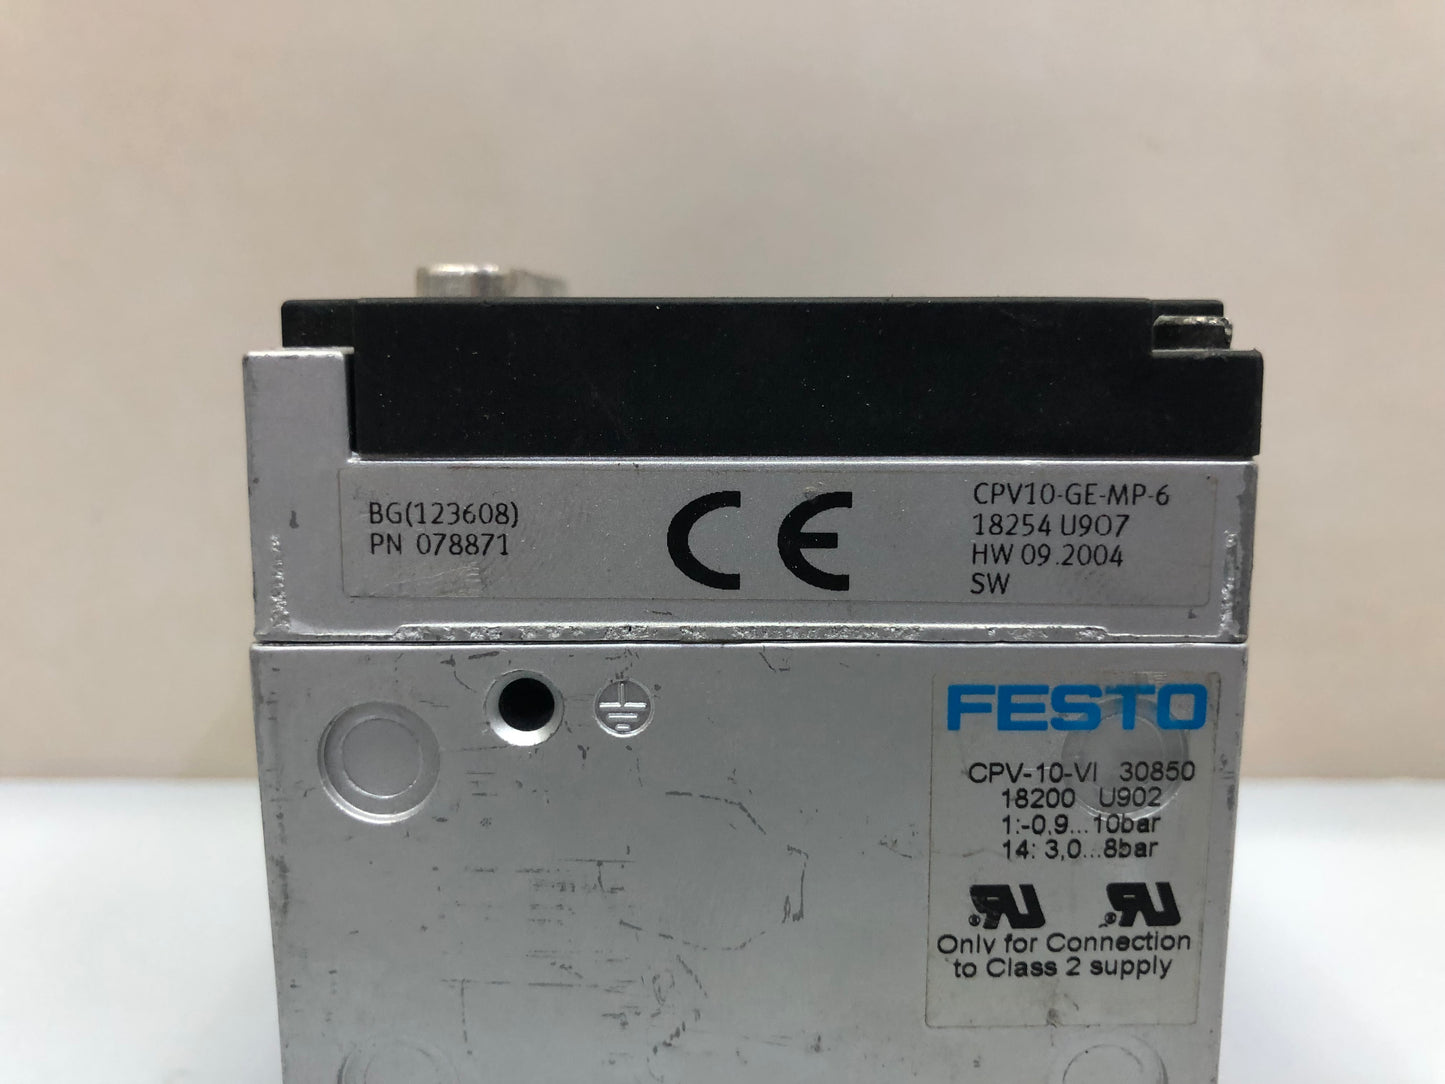 BG(123608)
PN 078871
CE
CPV10-GE-MP-6
18254 U907
HW 09.2004
SW
FESTO
CPV-10-VI 30850
18200 U902
1:-0,9...10bar
14: 3,0...8bar
Only for Connection
to Class 2 supply